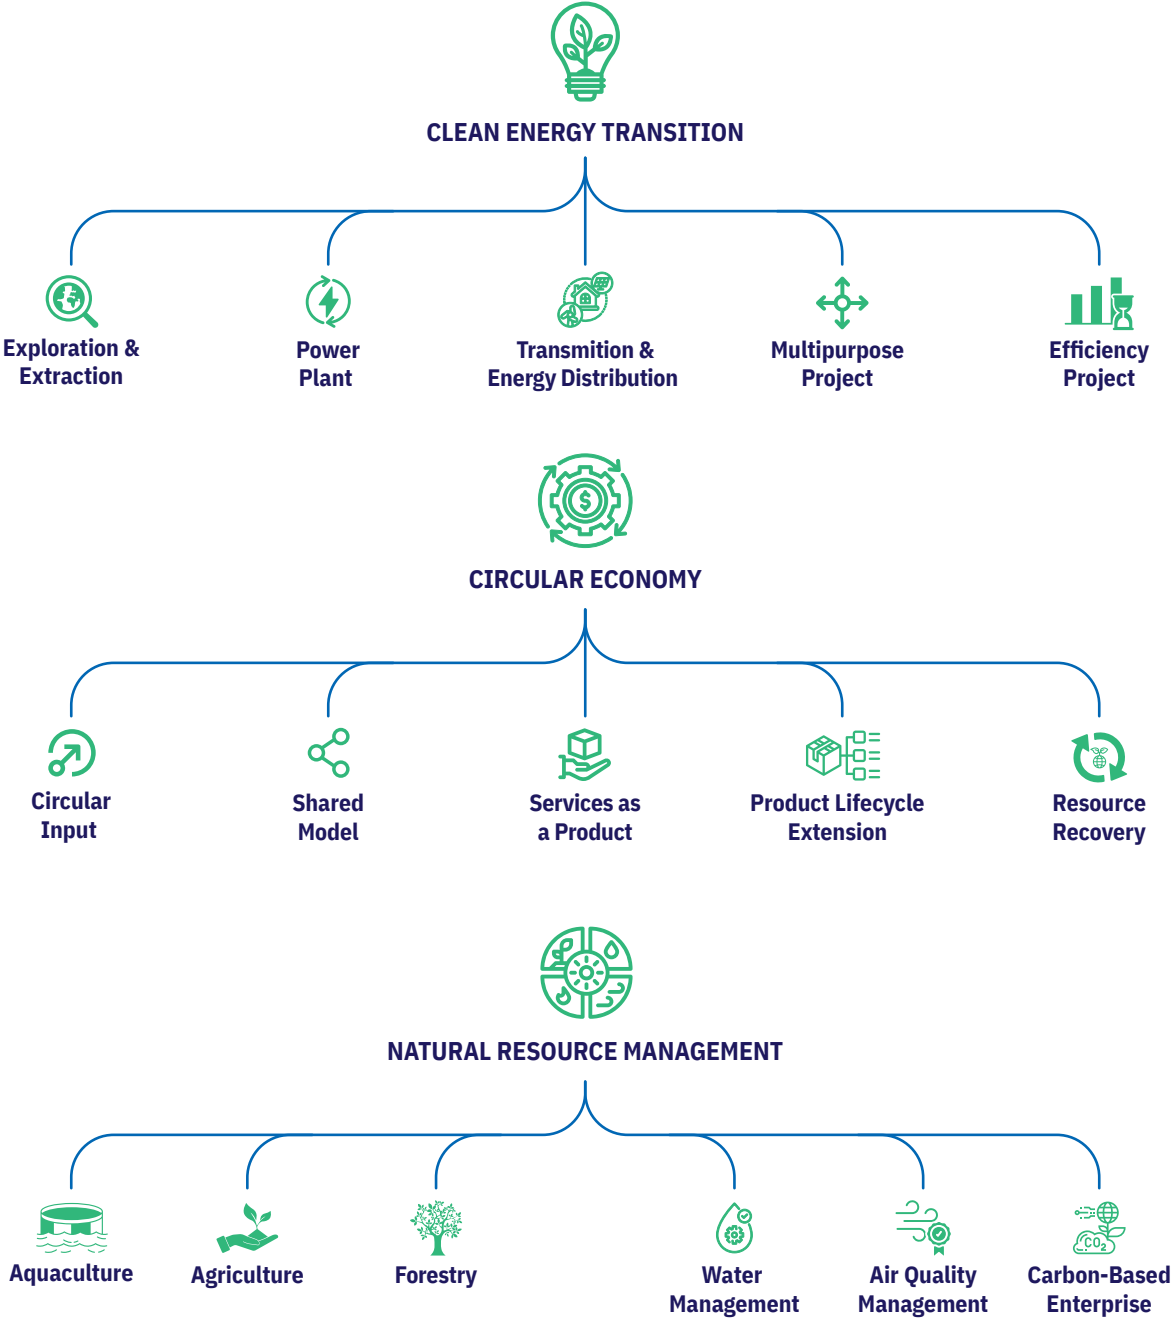 CLEAN ENERGY TRANSITION
Exploration &
Extraction
Power
Plant
Transmition &
Energy Distribution
Multipurpose
Project
Efficiency
Project
$
CIRCULAR ECONOMY
Circular
Input
Shared
Model
Services as
a Product
Product Lifecycle
Extension
Resource
Recovery
NATURAL RESOURCE MANAGEMENT
Aquaculture
Agriculture
Forestry
Water
Management
Air Quality
Management
CO2
Carbon-Based
Enterprise